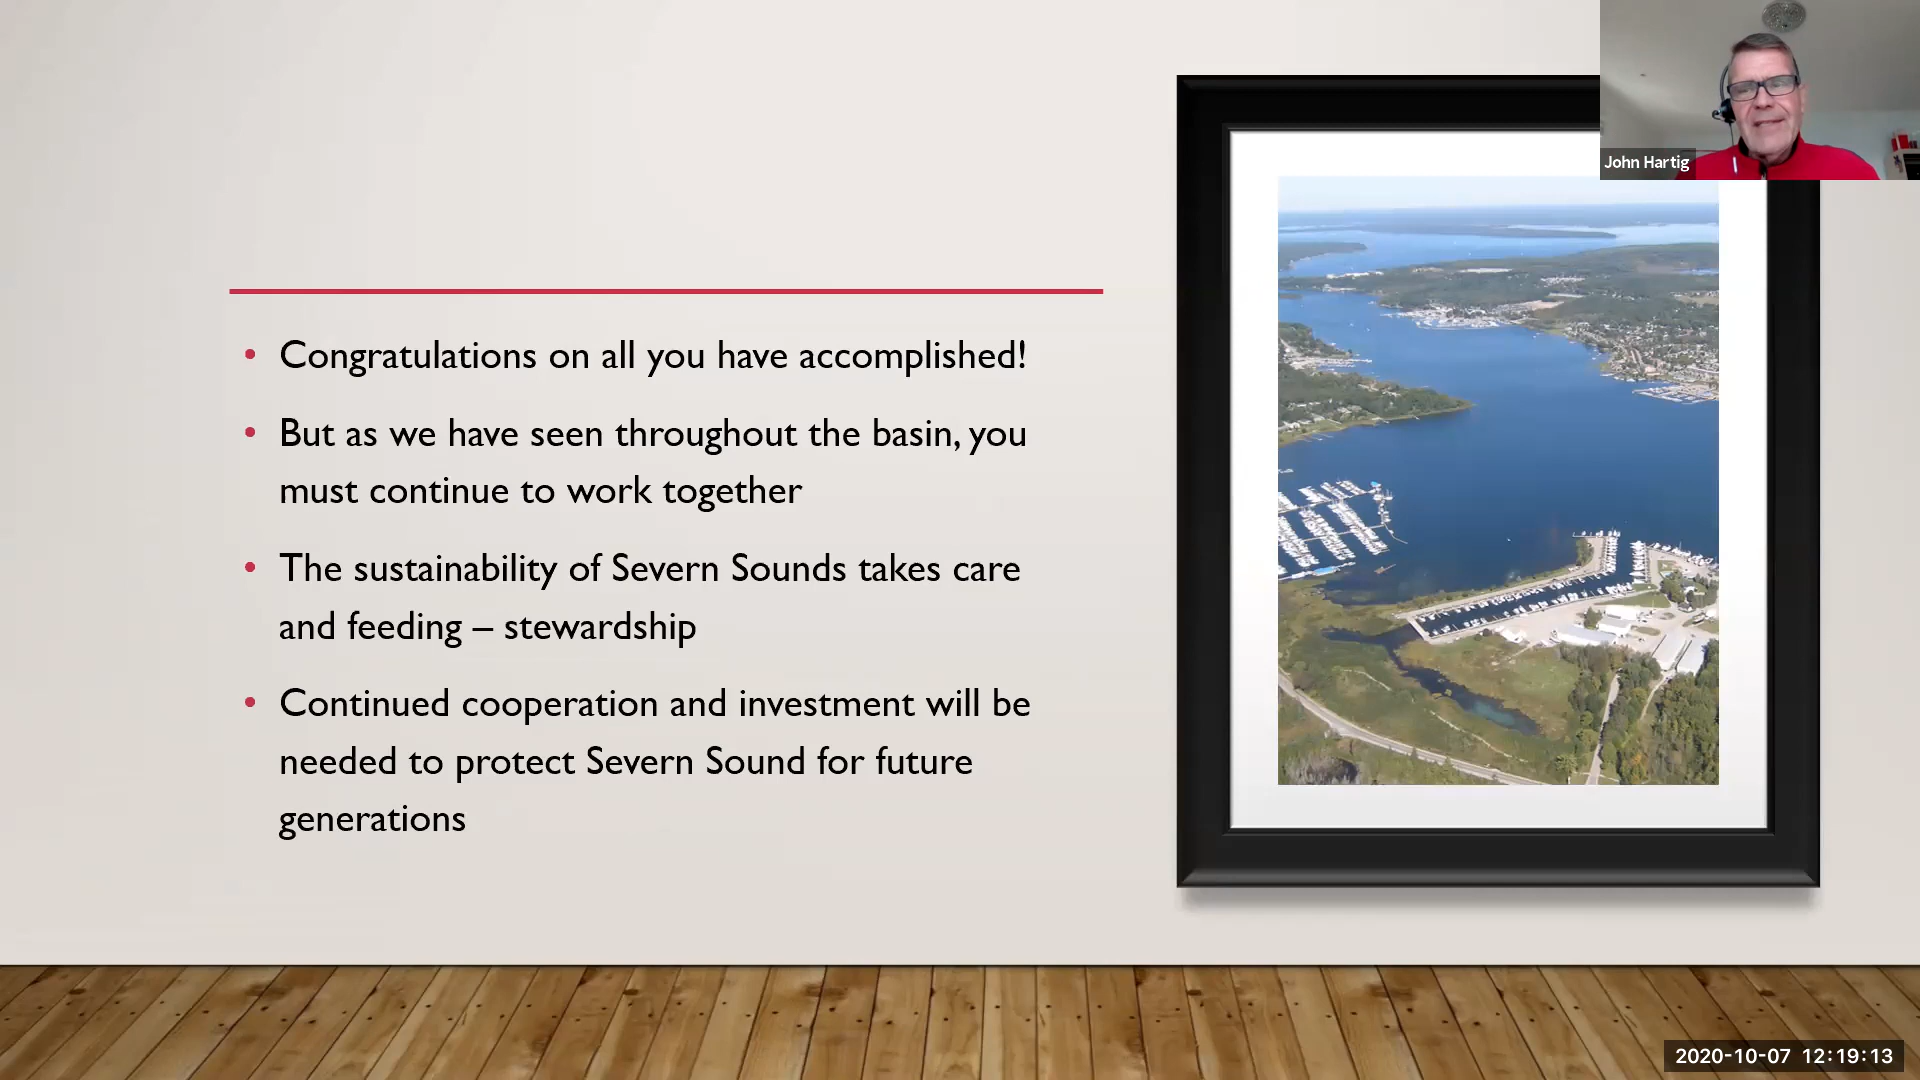 John Hartig
• Congratulations on all you have accomplished!
• But as we have seen throughout the basin, you
must continue to work together
• The sustainability of Severn Sounds takes care
and feeding – stewardship
• Continued cooperation and investment will be
needed to protect Severn Sound for future
generations
2020-10-07 12:19:13